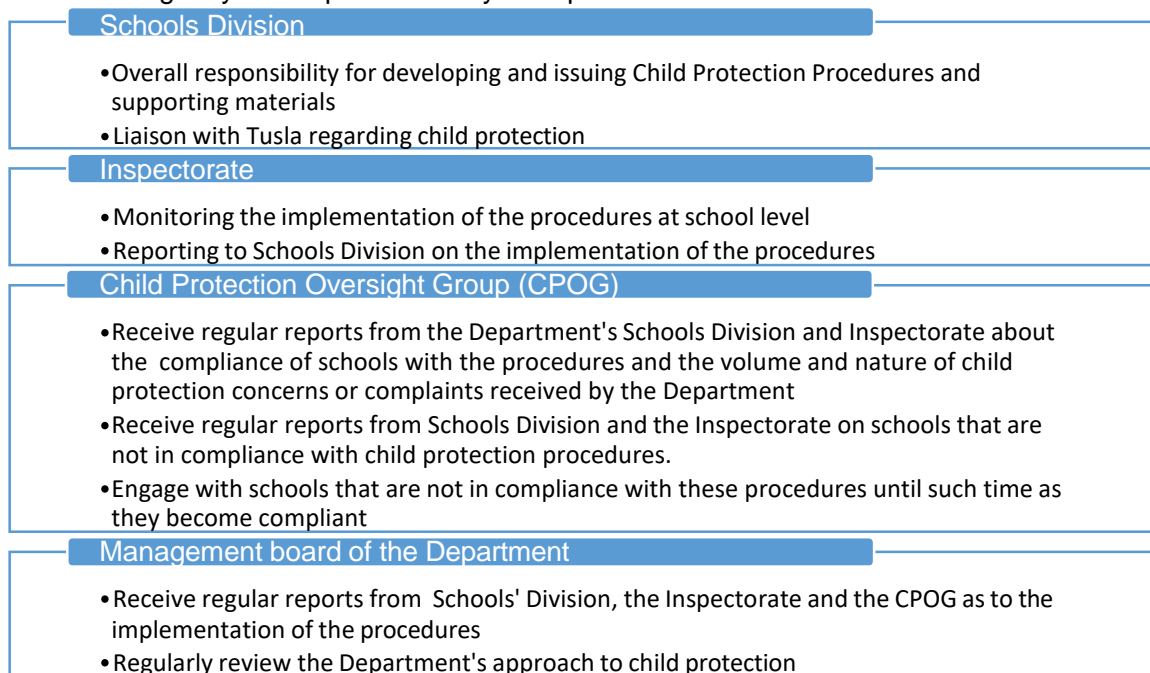 Schools Division
•Overall responsibility for developing and issuing Child Protection Procedures and
supporting materials
•Liaison with Tusla regarding child protection
Inspectorate
•Monitoring the implementation of the procedures at school level
•Reporting to Schools Division on the implementation of the procedures
Child Protection Oversight Group (CPOG)
•Receive regular reports from the Department's Schools Division and Inspectorate about
the compliance of schools with the procedures and the volume and nature of child
protection concerns or complaints received by the Department
•Receive regular reports from Schools Division and the Inspectorate on schools that are
not in compliance with child protection procedures.
•Engage with schools that are not in compliance with these procedures until such time as
they become compliant
Management board of the Department
•Receive regular reports from Schools' Division, the Inspectorate and the CPOG as to the
implementation of the procedures
•Regularly review the Department's approach to child protection